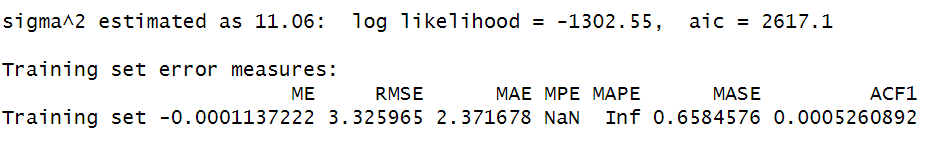 sigma^2 estimated as 11.06:  log likelihood = -1302.55,  aic = 2617.1
Training set error measures:
                        ME     RMSE      MAE MPE MAPE      MASE         ACF1
Training set -0.0001137222 3.325965 2.371678 NaN  Inf 0.6584576 0.0005260892